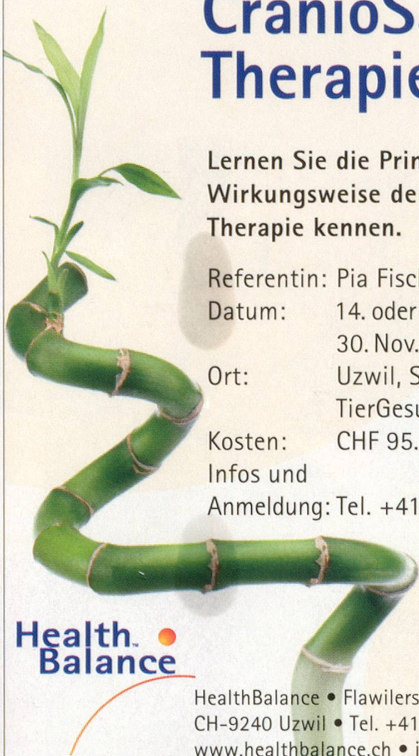 CranioS
Therapie
Lernen Sie die Prin
Wirkungsweise de
Therapie kennen.
Referentin: Pia Fisch
Datum: 14. oder
30. Nov.
Ort: Uzwil, S
TierGesu
Kosten: CHF 95.
Infos und
Anmeldung: Tel. +41
Health™
Balance
HealthBalance • Flawilers
CH-9240 Uzwil • Tel. +41
www.healthbalance.ch •